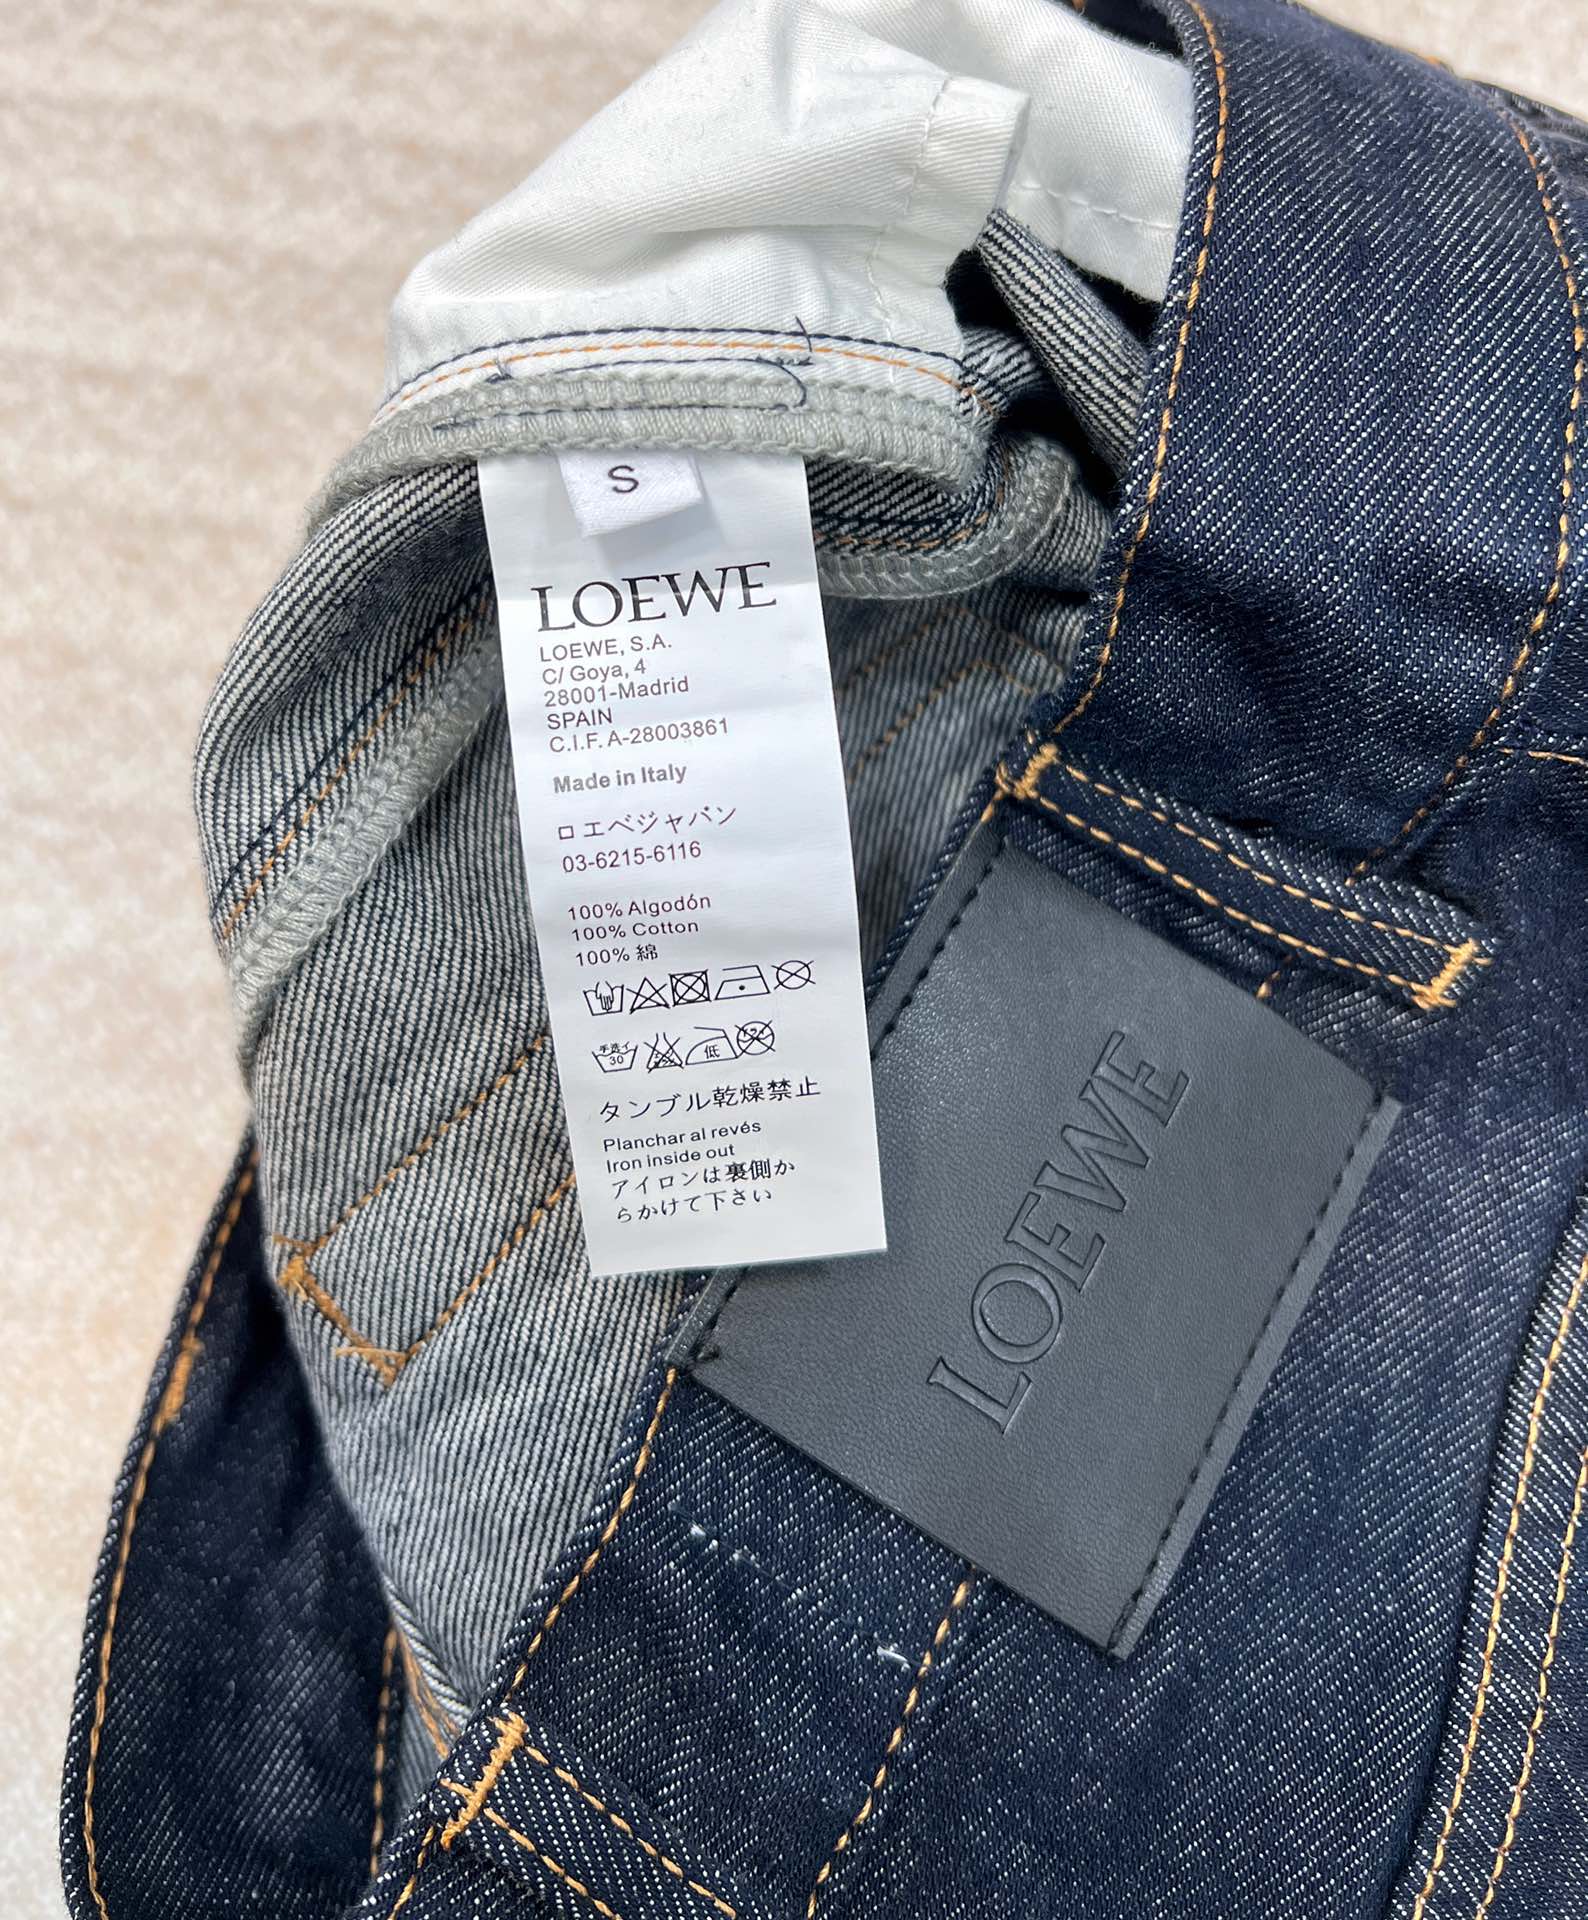 S
LOEWE
LOEWE, S.A.
C/ Goya, 4
28001-Madrid
SPAIN
C.I.F. A-28003861
Made in Italy
ロエベジャパン
03-6215-6116
100% Algodón
100% Cotton
100% 綿
手洗イ
30
低
タンブル乾燥禁止
Planchar al revés
Iron inside out
アイロンは裏側か
らかけて下さい
LOEWE